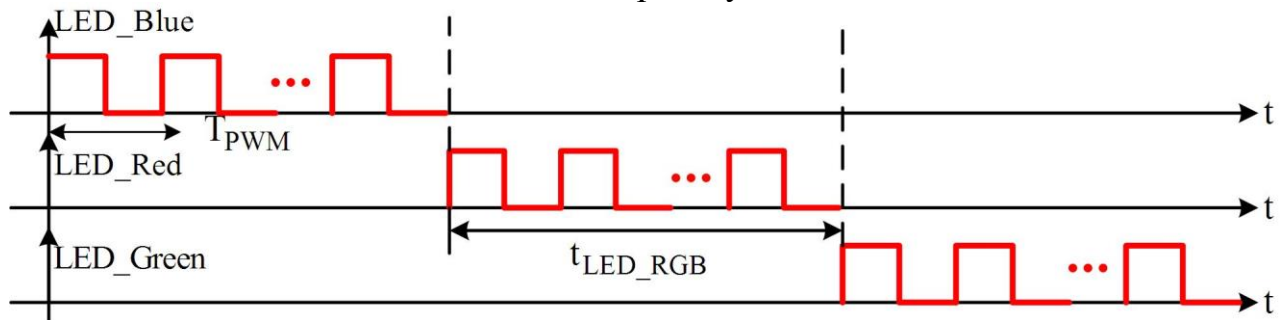 LED_Blue
t
T_PWM
LED_Red
t
t_LED_RGB
LED_Green
t